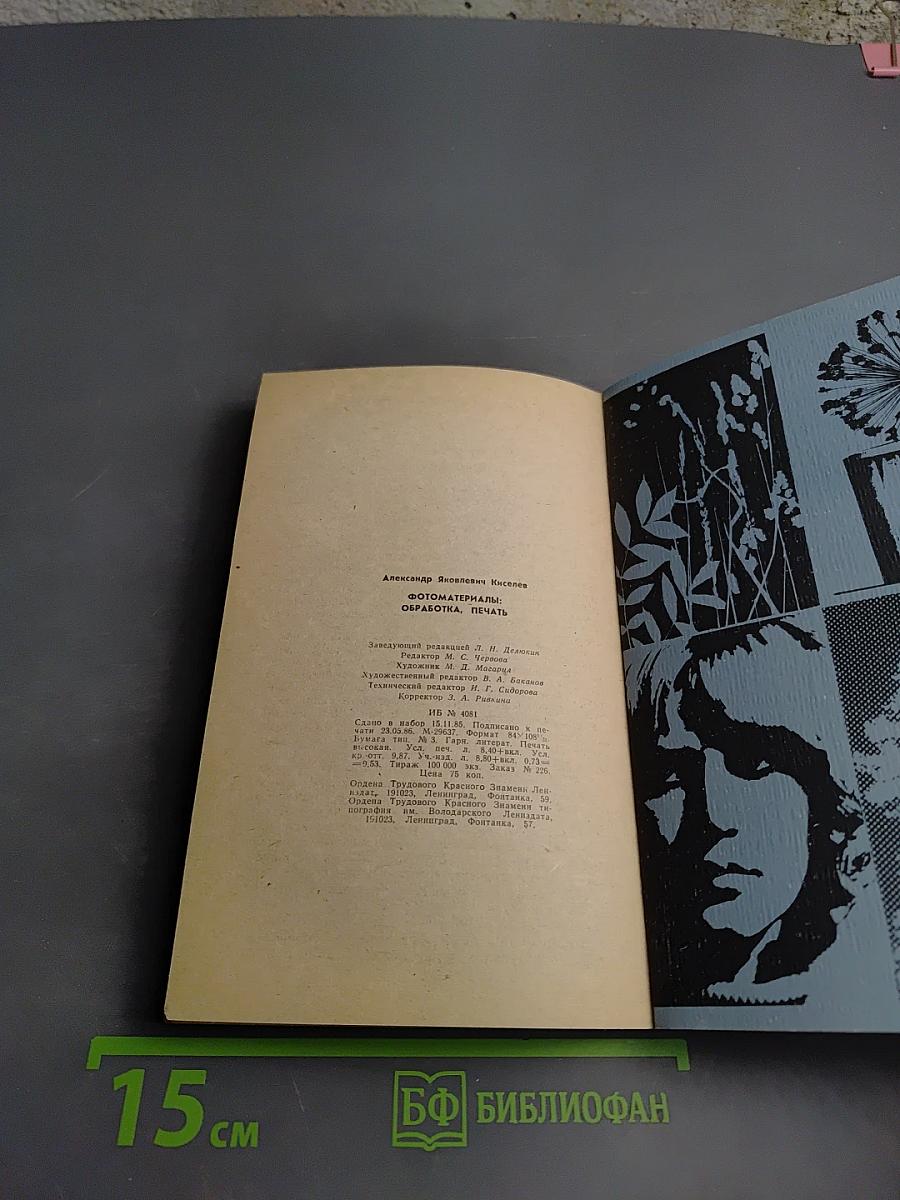 Александр Яковлевич Киселев
ФОТОМАТЕРИАЛЫ:
ОБРАБОТКА, ПЕЧАТЬ
Заведующий редакцией Л. Н. Делюкин
Редактор М. С. Червова
Художник М. Д. Магарил
Художественный редактор В. А. Баканов
Технический редактор И. Г. Сидорова
Корректор З. А. Ривкина
ИБ № 4081
Сдано в набор 15.11.85. Подписано к пе-
чати 23.05.86. М-29637. Формат 84×108
Бумага тип. № 3. Гарн. литерат. Печать
высокая. Усл. печ. л. 8,40+вкл. Усл.
кр.-отт. 9,87. Уч.-изд. л. 8,80+вкл. 0,73=
=9,53. Тираж 100 000 экз. Заказ № 226.
Цена 75 коп.
Ордена Трудового Красного Знамени Лен-
издат, 191023, Ленинград, Фонтанка, 59.
Ордена Трудового Красного Знамени ти-
пография им. Володарского Лениздата,
191023, Ленинград, Фонтанка, 57.
15 см
БФ БИБЛИОФАН